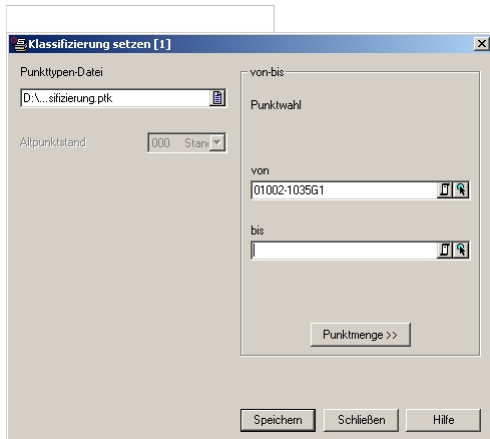 Klassifizierung setzen [1]
Punkttypen-Datei
D:\...sifizierung.ptk
Altpunktstand
000 Stan
von-bis
Punktwahl
von
01002-1035G1
bis
Punktmenge >>
Speichern
Schließen
Hilfe